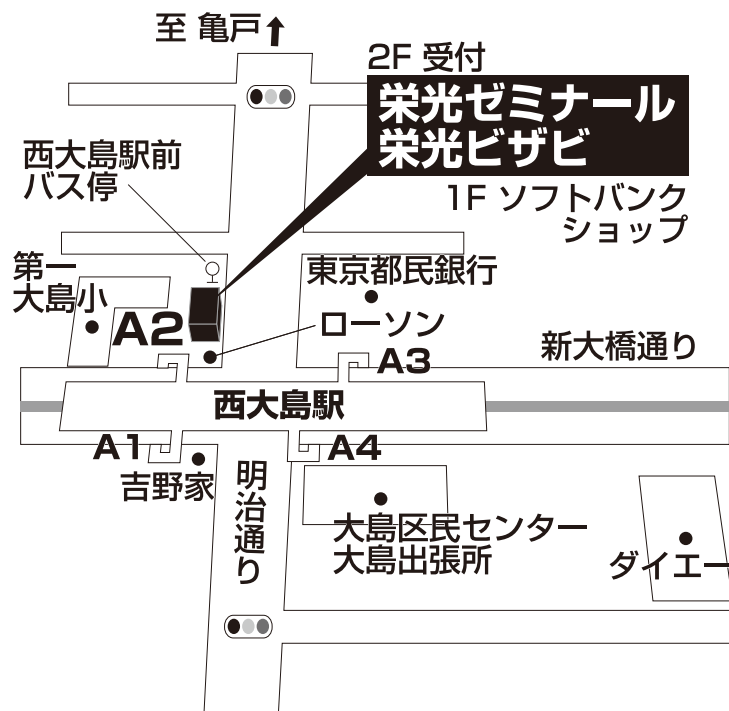 至 亀戸
2F 受付
栄光ゼミナール
栄光ビザビ
1F ソフトバンク
ショップ
西大島駅前
バス停
第一
大島小
東京都民銀行
A2
ローソン
新大橋通り
A3
西大島駅
A1
A4
吉野家
明治通り
大島区民センター
大島出張所
ダイエー